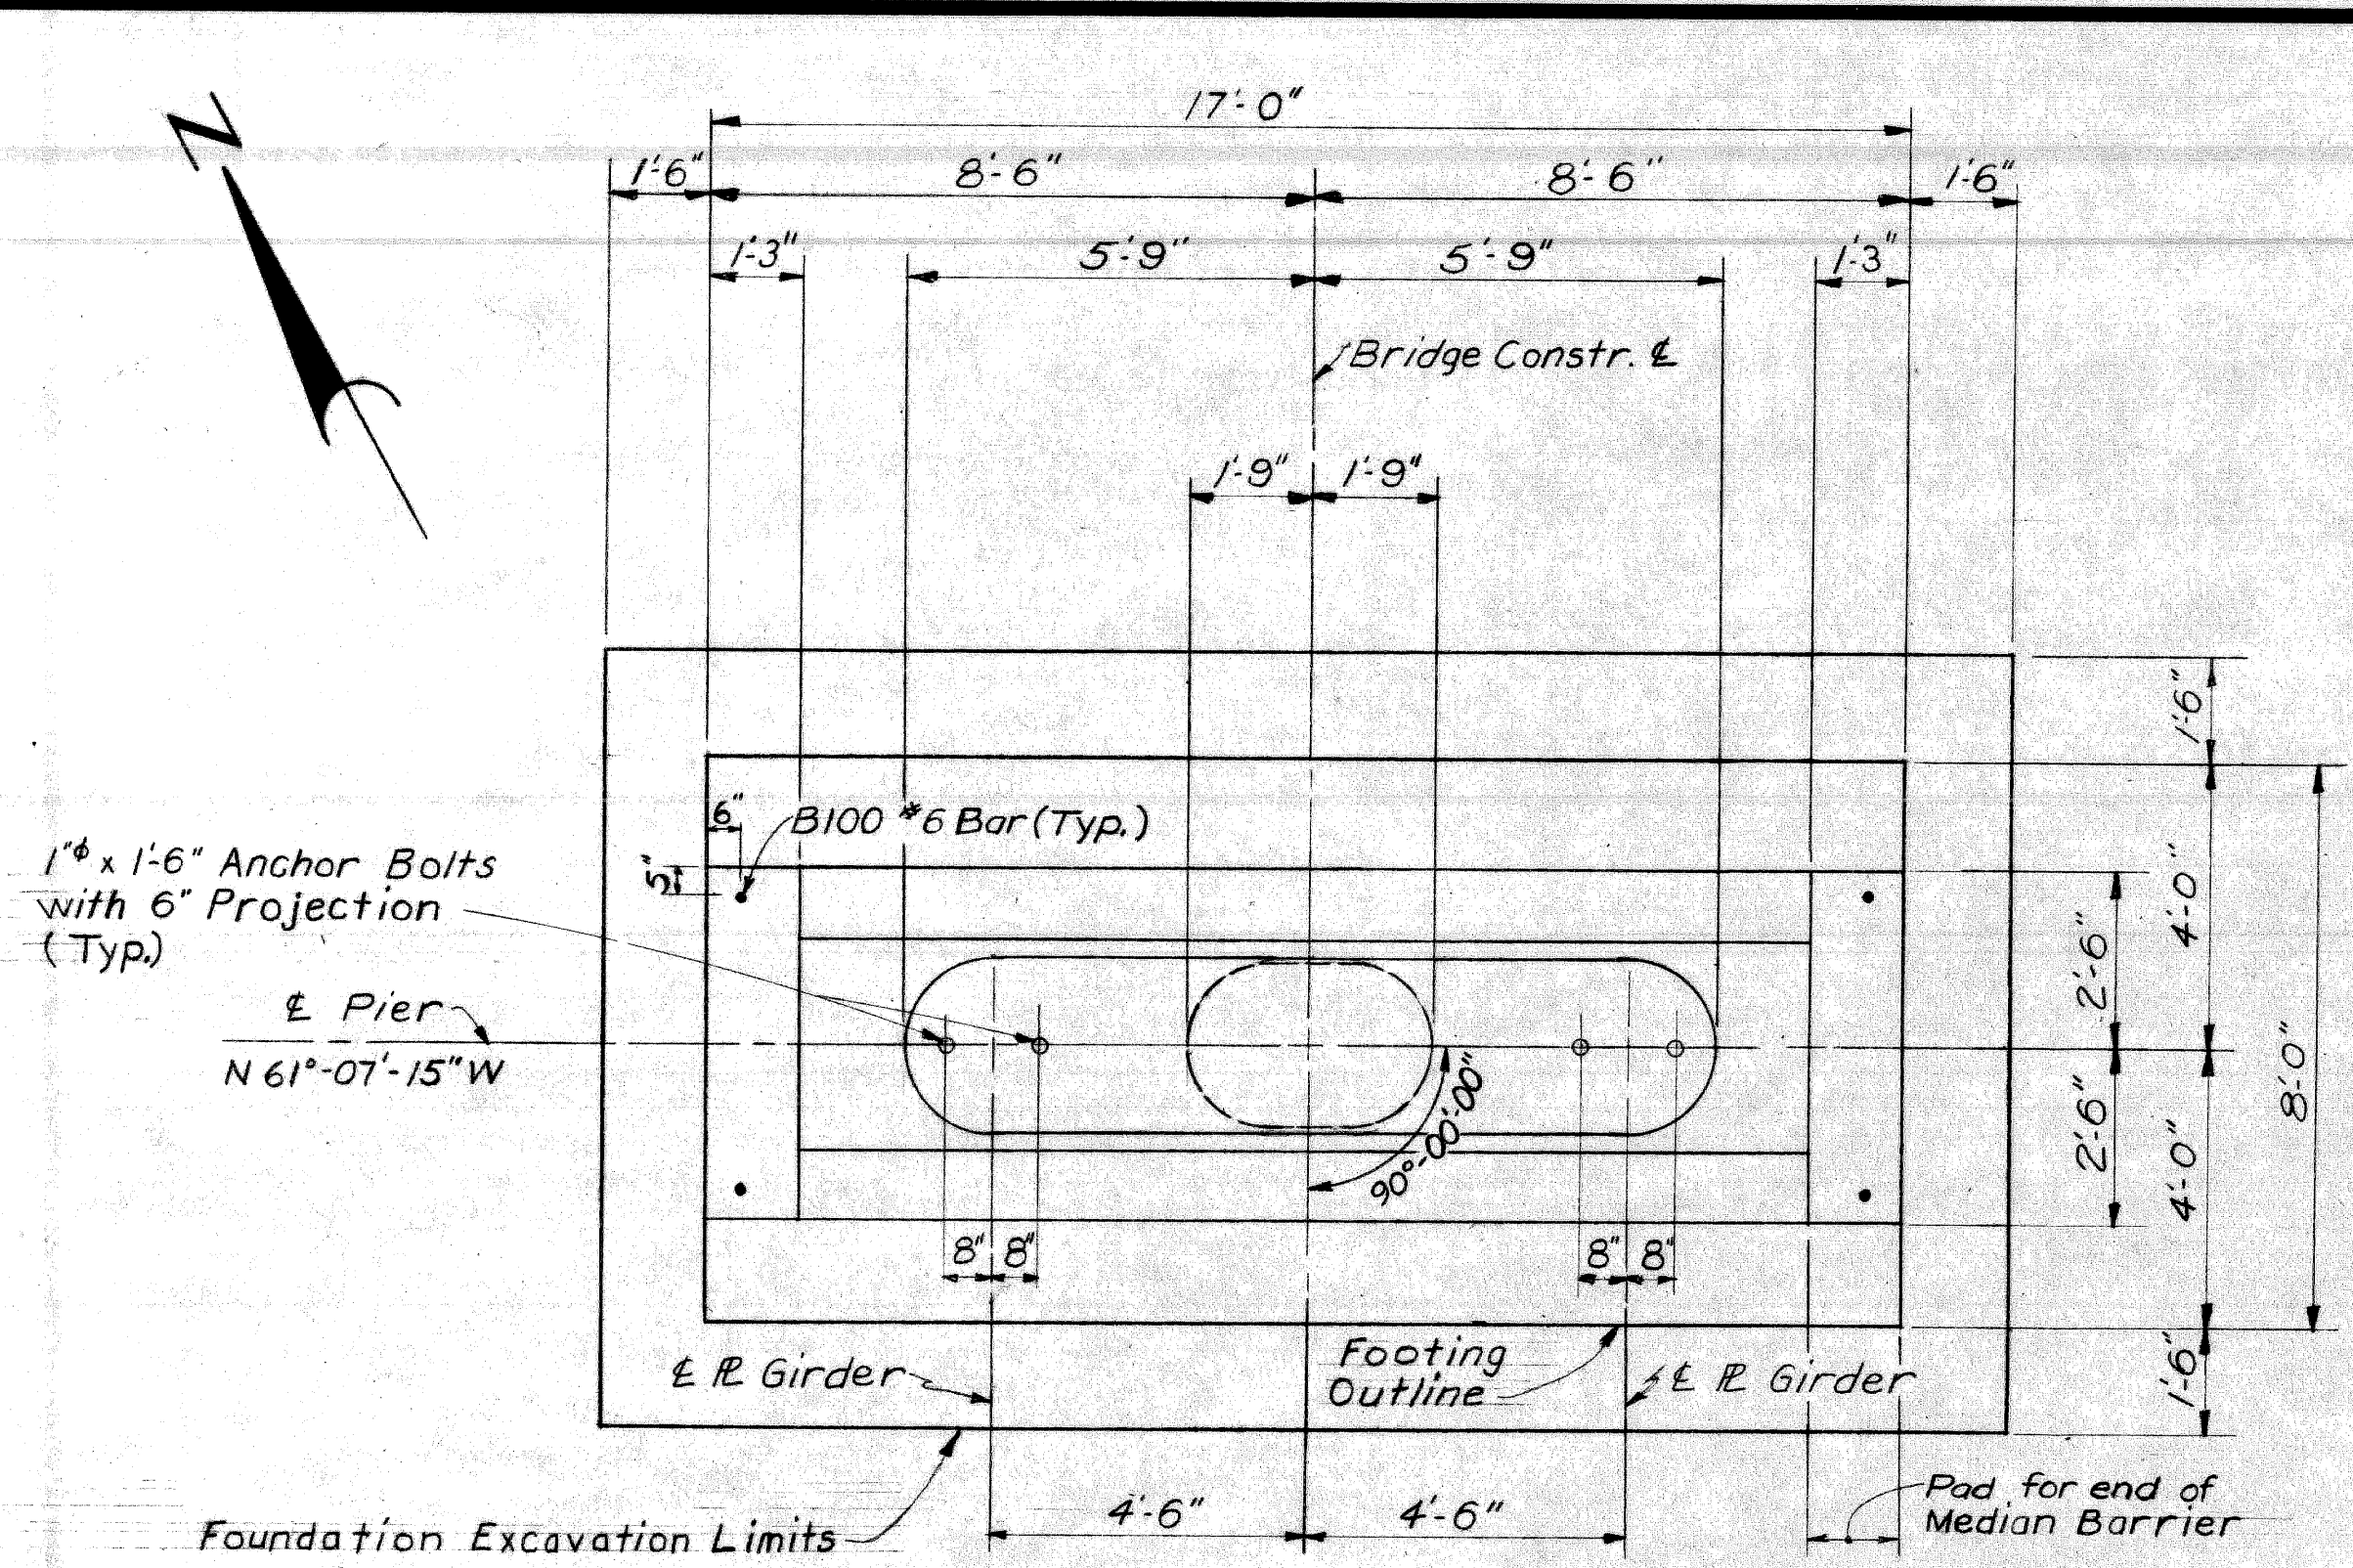 N
17'-0"
1'-6"
8'-6"
8'-6"
1'-6"
1'-3"
5'-9"
5'-9"
1'-3"
Bridge Constr. ℄
1'-9"
1'-9"
1'-6"
6"
B100 #6 Bar (Typ.)
5"
1"ϕ x 1'-6" Anchor Bolts
with 6" Projection
(Typ.)
℄ Pier
N 61°-07'-15" W
2'-6"
4'-0"
8'-0"
2'-6"
4'-0"
90°-00'-00"
8"
8"
8"
8"
℄ PL Girder
Footing
Outline
℄ PL Girder
1'-6"
Foundation Excavation Limits
4'-6"
4'-6"
Pad for end of
Median Barrier